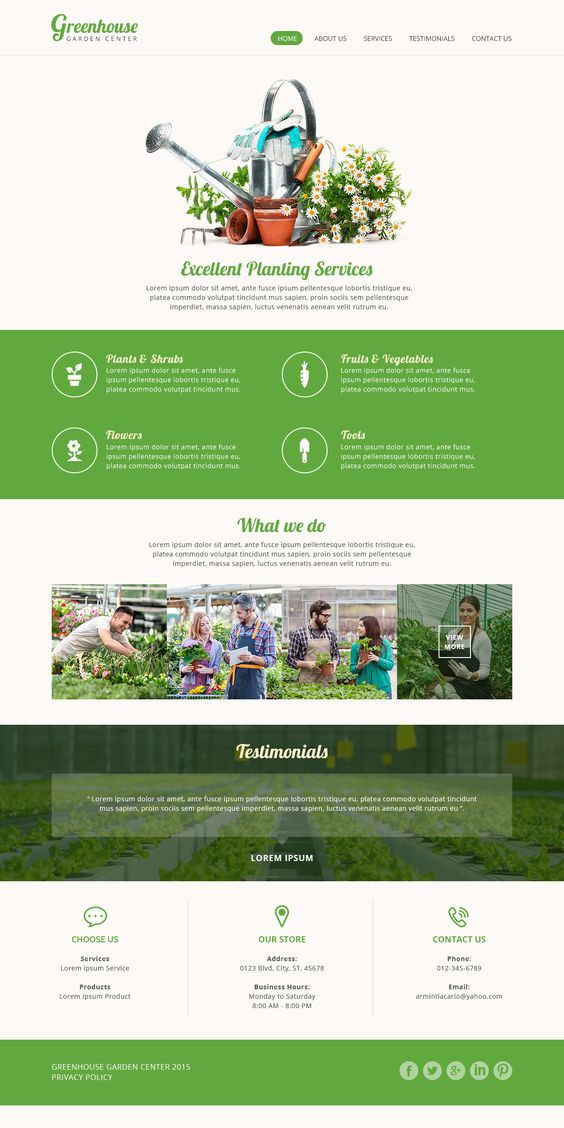 Greenhouse
GARDEN CENTER
HOME ABOUT US SERVICES TESTIMONIALS CONTACT US
Excellent Planting Services
Lorem ipsum dolor sit amet, ante fusce ipsum pellentesque lobortis tristique eu,
platea commodo volutpat tincidunt mus sapien, proin sociis sem pellentesque
imperdiet, massa sapien, luctus venenatis aenean velit eu mus.
Plants & Shrubs
Lorem ipsum dolor sit amet, ante fusce
ipsum pellentesque lobortis tristique eu,
platea commodo volutpat tincidunt mus.
Fruits & Vegetables
Lorem ipsum dolor sit amet, ante fusce
ipsum pellentesque lobortis tristique eu,
platea commodo volutpat tincidunt mus.
Flowers
Lorem ipsum dolor sit amet, ante fusce
ipsum pellentesque lobortis tristique eu,
platea commodo volutpat tincidunt mus.
Tools
Lorem ipsum dolor sit amet, ante fusce
ipsum pellentesque lobortis tristique eu,
platea commodo volutpat tincidunt mus.
What we do
Lorem ipsum dolor sit amet, ante fusce ipsum pellentesque lobortis tristique eu,
platea commodo volutpat tincidunt mus sapien, proin sociis sem pellentesque
imperdiet, massa sapien, luctus venenatis aenean velit eu mus.
VIEW
MORE
Testimonials
" Lorem ipsum dolor sit amet, ante fusce ipsum pellentesque lobortis tristique eu, platea commodo volutpat tincidunt
mus sapien, proin sociis sem pellentesque imperdiet, massa sapien, luctus venenatis aenean velit eu ".
LOREM IPSUM
CHOOSE US
Services
Lorem ipsum Service
Products
Lorem ipsum Product
OUR STORE
Address:
0123 Blvd, City, ST, 45678
Business Hours:
Monday to Saturday
8:00 AM - 8:00 PM
CONTACT US
Phone:
012-345-6789
Email:
armintiacarlo@yahoo.com
GREENHOUSE GARDEN CENTER 2015
PRIVACY POLICY